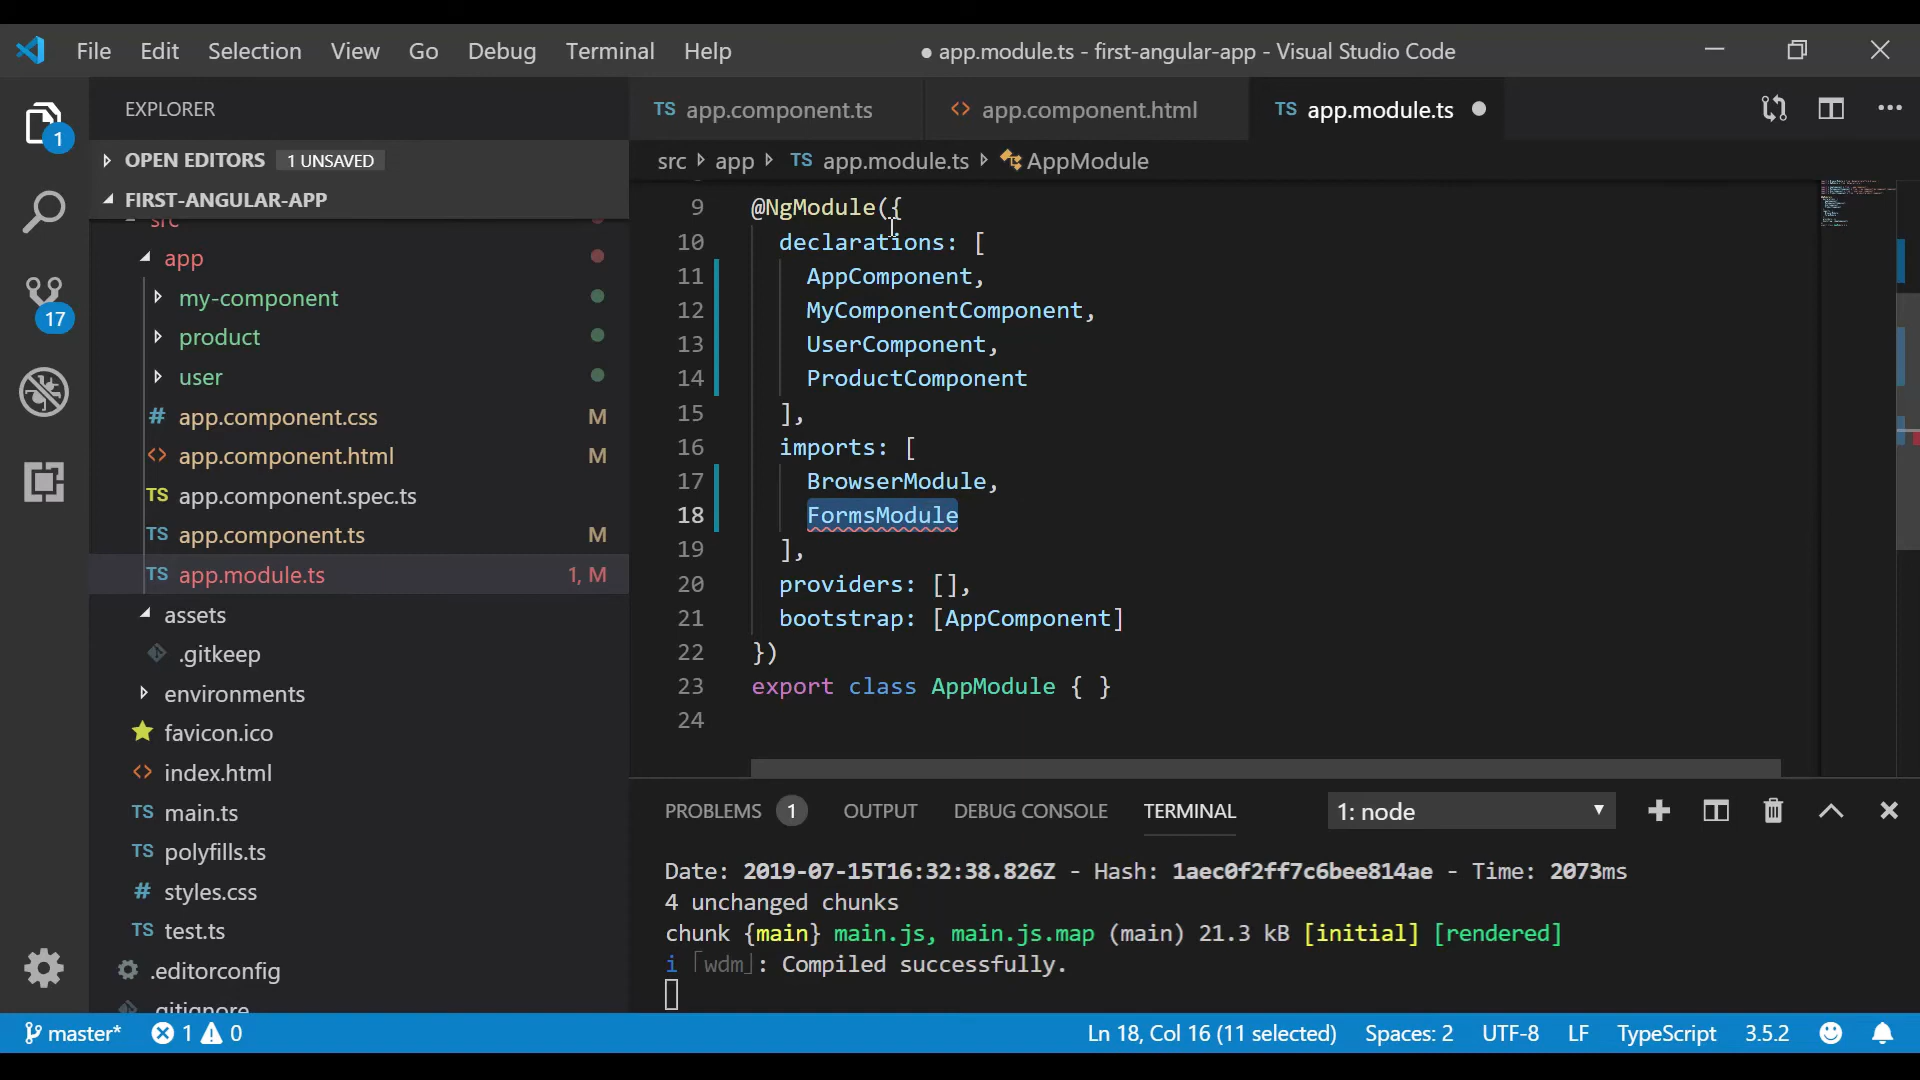 File Edit Selection View Go Debug Terminal Help
● app.module.ts - first-angular-app - Visual Studio Code
EXPLORER
1
OPEN EDITORS 1 UNSAVED
FIRST-ANGULAR-APP
src
app
my-component
product
user
17
# app.component.css M
<> app.component.html M
TS app.component.spec.ts
TS app.component.ts M
TS app.module.ts 1, M
assets
.gitkeep
environments
favicon.ico
<> index.html
TS main.ts
TS polyfills.ts
# styles.css
TS test.ts
.editorconfig
.gitignore
TS app.component.ts
<> app.component.html
TS app.module.ts ●
src > app > TS app.module.ts > AppModule
9 @NgModule({
10 declarations: [
11 AppComponent,
12 MyComponentComponent,
13 UserComponent,
14 ProductComponent
15 ],
16 imports: [
17 BrowserModule,
18 FormsModule
19 ],
20 providers: [],
21 bootstrap: [AppComponent]
22 })
23 export class AppModule { }
24
PROBLEMS 1 OUTPUT DEBUG CONSOLE TERMINAL 1: node
Date: 2019-07-15T16:32:38.826Z - Hash: 1aec0f2ff7c6bee814ae - Time: 2073ms
4 unchanged chunks
chunk {main} main.js, main.js.map (main) 21.3 kB [initial] [rendered]
i ｢wdm｣: Compiled successfully.
master* 1 0
Ln 18, Col 16 (11 selected) Spaces: 2 UTF-8 LF TypeScript 3.5.2